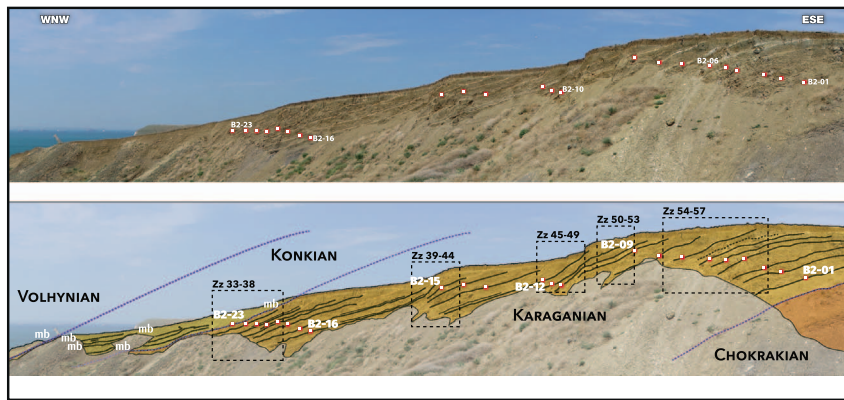 WNW
ESE
B2-06
B2-01
B2-10
B2-23
B2-16
Zz 50-53
Zz 54-57
Zz 45-49
Zz 39-44
Zz 33-38
KONKIAN
B2-09
B2-01
VOLHYNIAN
B2-15
B2-12
mb
B2-23
B2-16
KARAGANIAN
mb
mb
mb
mb
mb
CHOKRAKIAN